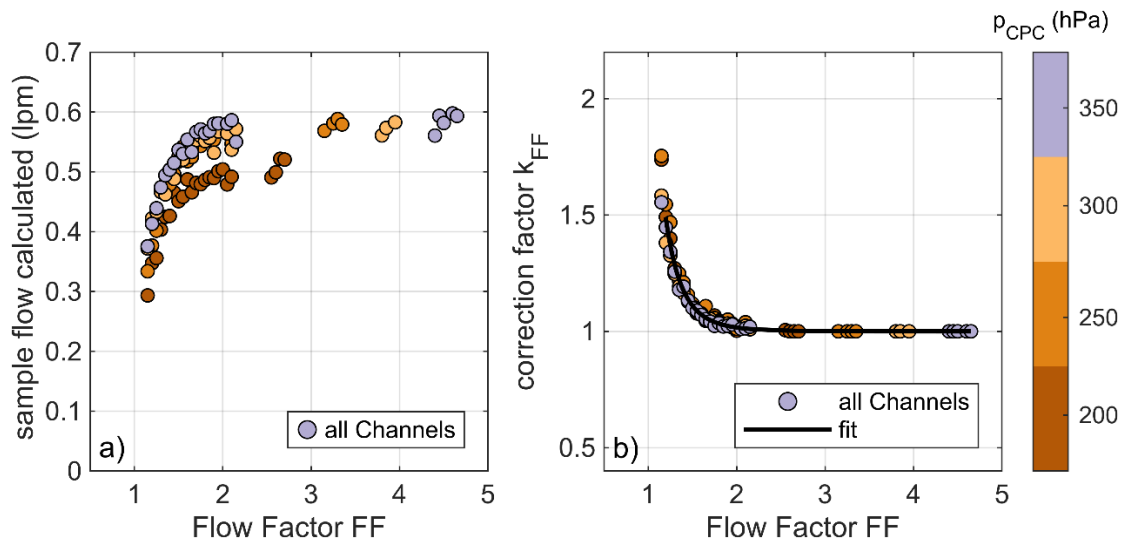 0.7
0.6
0.5
0.4
0.3
0.2
0.1
0
sample flow calculated (lpm)
a)
all Channels
1 2 3 4 5
Flow Factor FF
2
1.5
1
0.5
correction factor k_FF
b)
all Channels
fit
1 2 3 4 5
Flow Factor FF
p_CPC (hPa)
350
300
250
200